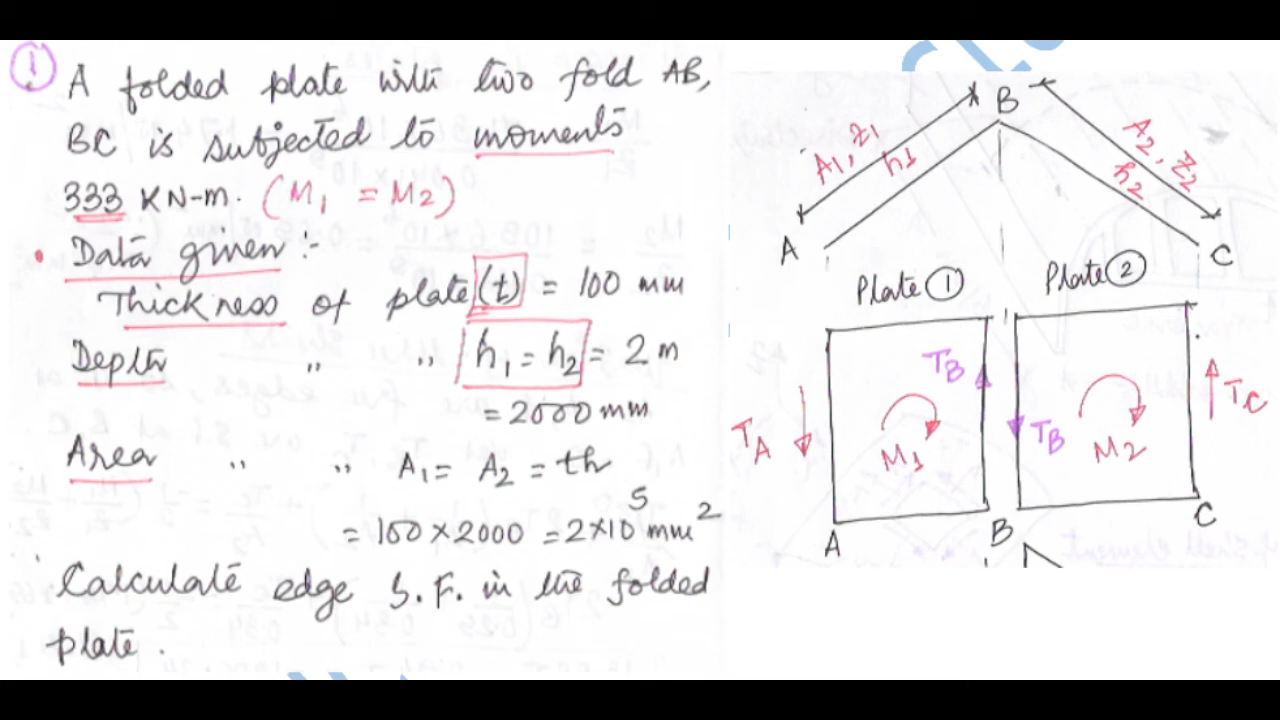 1 A folded plate with two fold AB,
BC is subjected to moments
333 KN-m. (M1 = M2)
• Data given :-
Thickness of plate (t) = 100 mm
Depth " " h1 = h2 = 2 m
= 2000 mm
Area " " A1 = A2 = th
= 100 × 2000 = 2×10^5 mm^2
Calculate edge S.F. in the folded
plate.
B
A1, z1
h1
A2, z2
h2
A
C
Plate 1
Plate 2
TB
TA
M1
TB
M2
TC
A
B
C